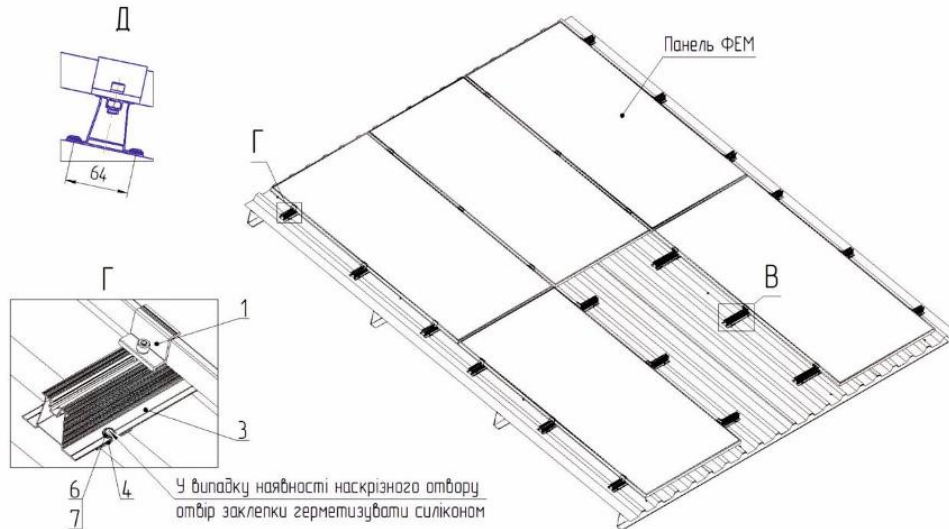 Д
64
Панель ФЕМ
Г
В
Г
1
3
6 4
7
У випадку наявності наскрізного отвору
отвір заклепки герметизувати силіконом